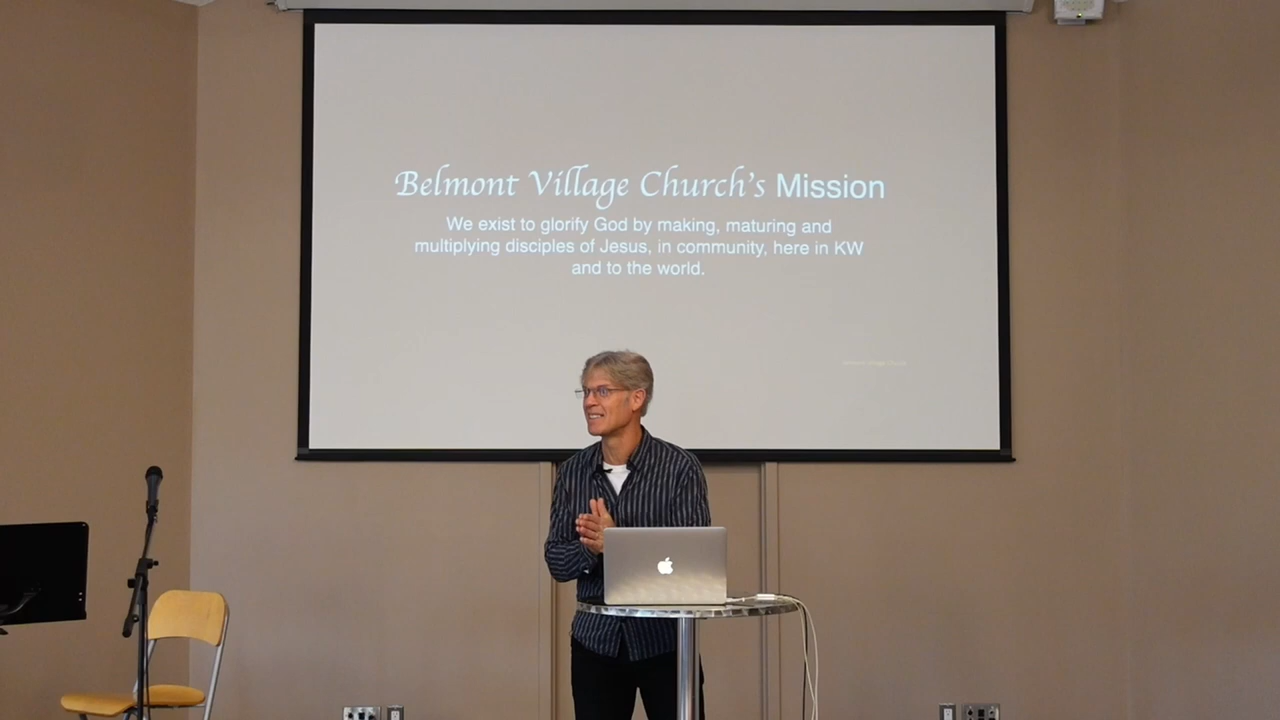 Belmont Village Church's Mission
We exist to glorify God by making, maturing and
multiplying disciples of Jesus, in community, here in KW
and to the world.